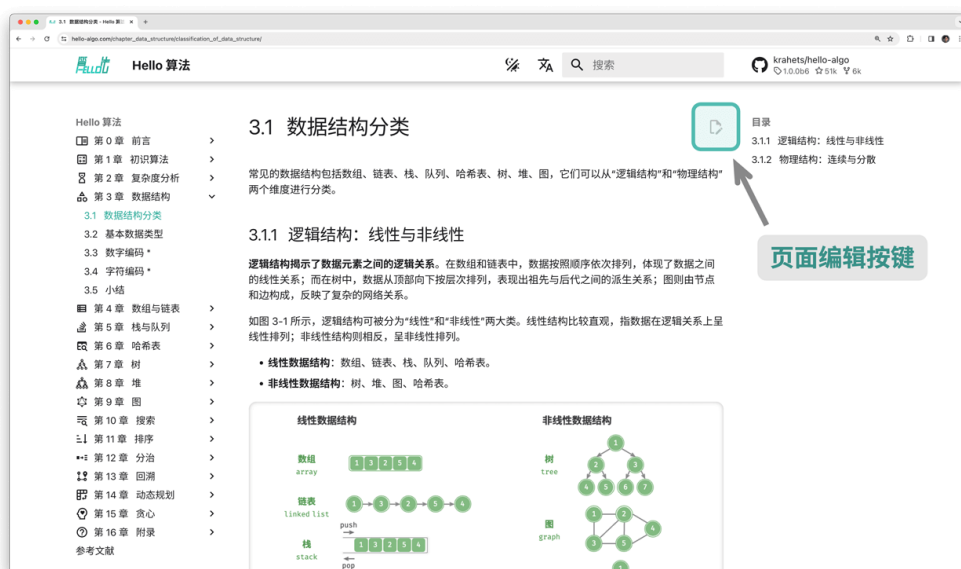 3.1 数据结构分类 - Hello 算
hello-algo.com/chapter_data_structure/classification_of_data_structure/
HELLO
Hello 算法
搜索
krahets/hello-algo
1.0.0b6 51k 6k
Hello 算法
第 0 章 前言
第 1 章 初识算法
第 2 章 复杂度分析
第 3 章 数据结构
3.1 数据结构分类
3.2 基本数据类型
3.3 数字编码 *
3.4 字符编码 *
3.5 小结
第 4 章 数组与链表
第 5 章 栈与队列
第 6 章 哈希表
第 7 章 树
第 8 章 堆
第 9 章 图
第 10 章 搜索
第 11 章 排序
第 12 章 分治
第 13 章 回溯
第 14 章 动态规划
第 15 章 贪心
第 16 章 附录
参考文献
3.1 数据结构分类
常见的数据结构包括数组、链表、栈、队列、哈希表、树、堆、图，它们可以从“逻辑结构”和“物理结构”
两个维度进行分类。
3.1.1 逻辑结构：线性与非线性
逻辑结构揭示了数据元素之间的逻辑关系。在数组和链表中，数据按照顺序依次排列，体现了数据之间
的线性关系；而在树中，数据从顶部向下按层次排列，表现出祖先与后代之间的派生关系；图则由节点
和边构成，反映了复杂的网络关系。
如图 3-1 所示，逻辑结构可被分为“线性”和“非线性”两大类。线性结构比较直观，指数据在逻辑关系上呈
线性排列；非线性结构则相反，呈非线性排列。
• 线性数据结构：数组、链表、栈、队列、哈希表。
• 非线性数据结构：树、堆、图、哈希表。
线性数据结构
数组
array
1 3 2 5 4
链表
linked list
1 3 2 5 4
push
栈
stack
1 3 2 5 4
pop
非线性数据结构
树
tree
1
2 3
4 5 6 7
图
graph
1 2
4
3 5
1
目录
3.1.1 逻辑结构：线性与非线性
3.1.2 物理结构：连续与分散
页面编辑按键